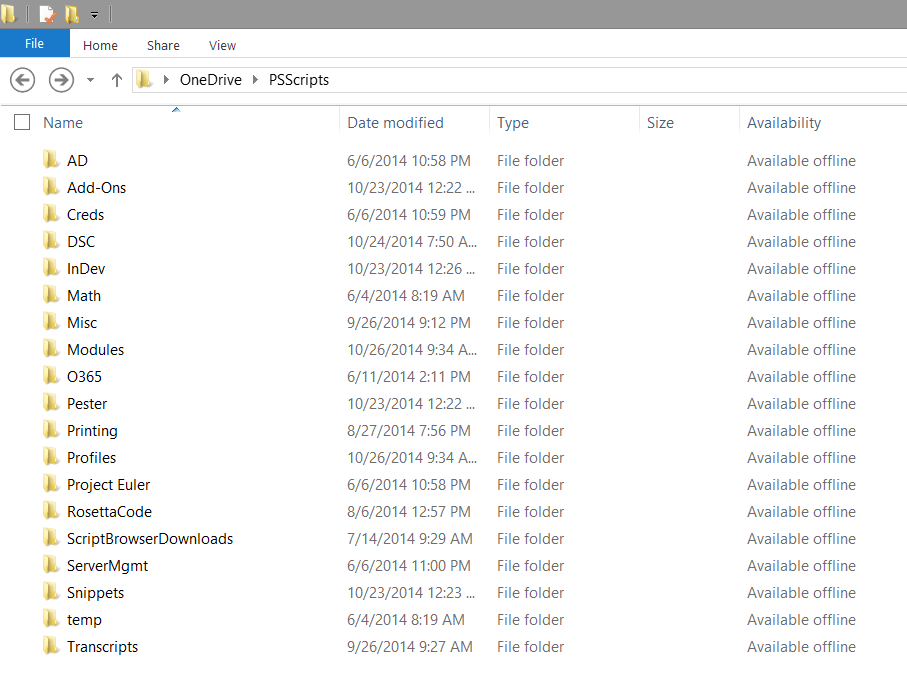 File Home Share View
OneDrive PSScripts
Name Date modified Type Size Availability
AD 6/6/2014 10:58 PM File folder Available offline
Add-Ons 10/23/2014 12:22 ... File folder Available offline
Creds 6/6/2014 10:59 PM File folder Available offline
DSC 10/24/2014 7:50 A... File folder Available offline
InDev 10/23/2014 12:26 ... File folder Available offline
Math 6/4/2014 8:19 AM File folder Available offline
Misc 9/26/2014 9:12 PM File folder Available offline
Modules 10/26/2014 9:34 A... File folder Available offline
O365 6/11/2014 2:11 PM File folder Available offline
Pester 10/23/2014 12:22 ... File folder Available offline
Printing 8/27/2014 7:56 PM File folder Available offline
Profiles 10/26/2014 9:34 A... File folder Available offline
Project Euler 6/6/2014 10:58 PM File folder Available offline
RosettaCode 8/6/2014 12:57 PM File folder Available offline
ScriptBrowserDownloads 7/14/2014 9:29 AM File folder Available offline
ServerMgmt 6/6/2014 11:00 PM File folder Available offline
Snippets 10/23/2014 12:23 ... File folder Available offline
temp 6/4/2014 8:19 AM File folder Available offline
Transcripts 9/26/2014 9:27 AM File folder Available offline